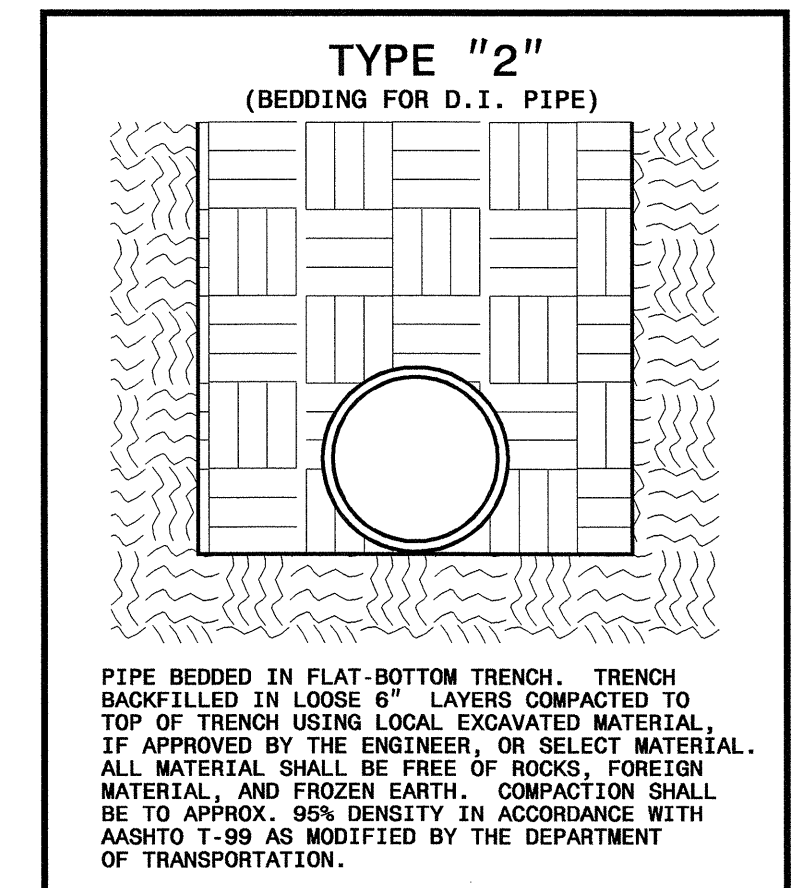 TYPE "2"
(BEDDING FOR D.I. PIPE)
PIPE BEDDED IN FLAT-BOTTOM TRENCH. TRENCH
BACKFILLED IN LOOSE 6" LAYERS COMPACTED TO
TOP OF TRENCH USING LOCAL EXCAVATED MATERIAL,
IF APPROVED BY THE ENGINEER, OR SELECT MATERIAL.
ALL MATERIAL SHALL BE FREE OF ROCKS, FOREIGN
MATERIAL, AND FROZEN EARTH. COMPACTION SHALL
BE TO APPROX. 95% DENSITY IN ACCORDANCE WITH
AASHTO T-99 AS MODIFIED BY THE DEPARTMENT
OF TRANSPORTATION.